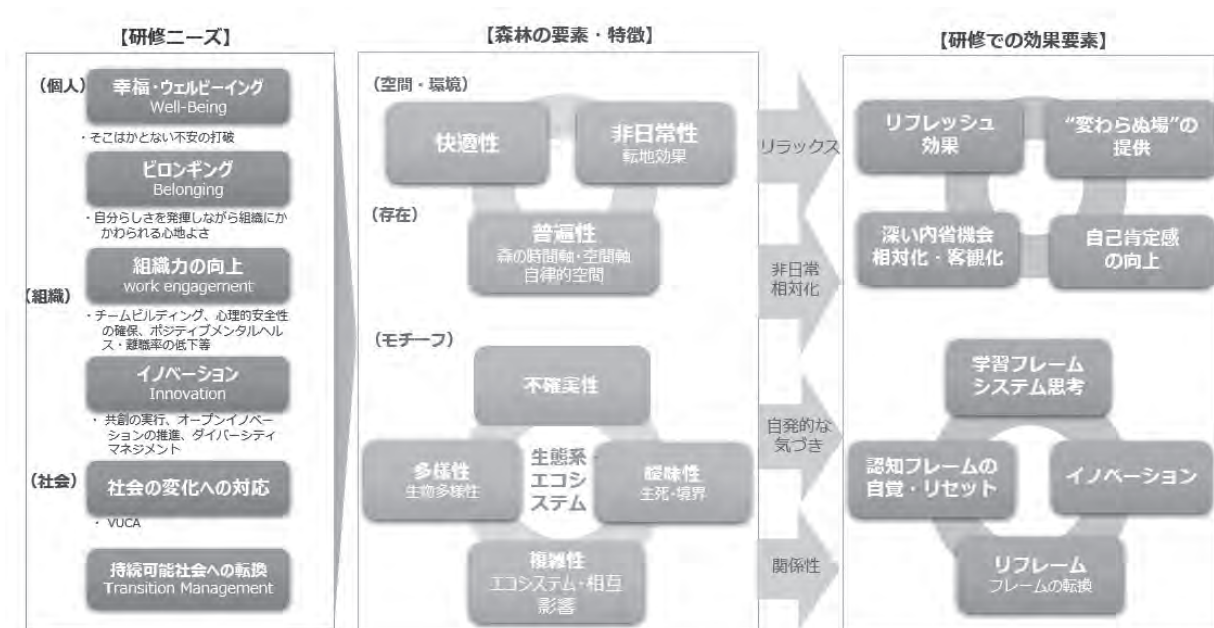 【研修ニーズ】
（個人）
幸福・ウェルビーイング
Well-Being
・そこはかとない不安の打破
ビロンギング
Belonging
・自分らしさを発揮しながら組織にか
かわられる心地よさ
組織力の向上
work engagement
（組織）
・チームビルディング、心理的安全性
の確保、ポジティブメンタルヘル
ス・離職率の低下等
イノベーション
Innovation
・ 共創の実行、オープンイノベー
ションの推進、ダイバーシティ
マネジメント
（社会）
社会の変化への対応
・ VUCA
持続可能社会への転換
Transition Management
【森林の要素・特徴】
（空間・環境）
快適性
非日常性
転地効果
（存在）
普遍性
森の時間軸・空間軸
自律的空間
（モチーフ）
不確実性
多様性
生物多様性
生態系・
エコシ
ステム
曖昧性
生死・境界
複雑性
エコシステム・相互
影響
リラックス
非日常
相対化
自発的な
気づき
関係性
【研修での効果要素】
リフレッシュ
効果
“変わらぬ場”の
提供
深い内省機会
相対化・客観化
自己肯定感
の向上
学習フレーム
システム思考
認知フレームの
自覚・リセット
イノベーション
リフレーム
フレームの転換